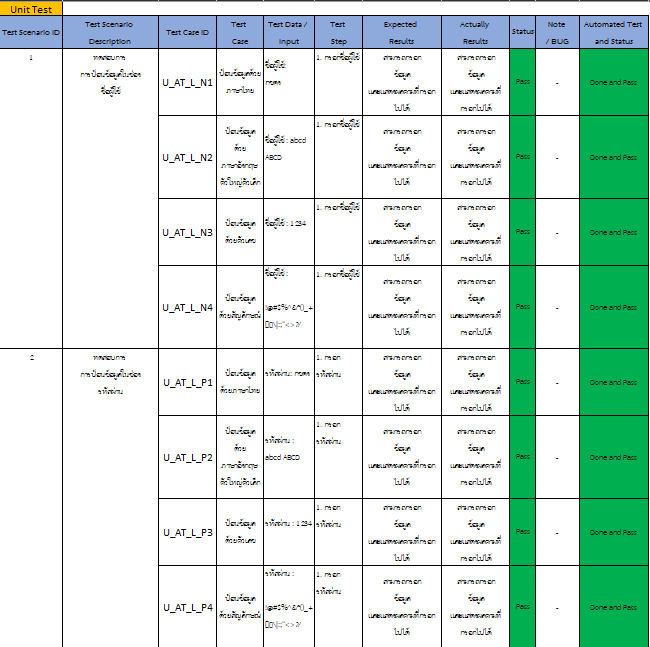 Unit Test
Test Scenario ID
Test Scenario
Description
Test Case ID
Test
Case
Test Data /
Input
Test
Step
Expected
Results
Actually
Results
Status
Note
/ BUG
Automated Test
and Status
1
ทดสอบการ
การป้อนข้อมูลในช่อง
ชื่อผู้ใช้
U_AT_L_N1
ป้อนข้อมูลด้วย
ภาษาไทย
ชื่อผู้ใช้:
1. กรอกชื่อผู้ใช้
สามารถกรอก
ข้อมูล
และแสดงผลตามที่กรอก
ไปได้
สามารถกรอก
ข้อมูล
และแสดงผลตามที่
กรอกไปได้
Pass
-
Done and Pass
U_AT_L_N2
ป้อนข้อมูล
ด้วย
ภาษาอังกฤษ
ตัวใหญ่ตัวเล็ก
ชื่อผู้ใช้ : abcd
ABCD
1. กรอกชื่อผู้ใช้
สามารถกรอก
ข้อมูล
และแสดงผลตามที่กรอก
ไปได้
สามารถกรอก
ข้อมูล
และแสดงผลตามที่
กรอกไปได้
Pass
-
Done and Pass
U_AT_L_N3
ป้อนข้อมูล
ด้วยตัวเลข
ชื่อผู้ใช้ : 1234
1. กรอกชื่อผู้ใช้
สามารถกรอก
ข้อมูล
และแสดงผลตามที่กรอก
ไปได้
สามารถกรอก
ข้อมูล
และแสดงผลตามที่
กรอกไปได้
Pass
-
Done and Pass
U_AT_L_N4
ป้อนข้อมูล
ด้วยสัญลักษณ์
ชื่อผู้ใช้ :
1. กรอกชื่อผู้ใช้
สามารถกรอก
ข้อมูล
และแสดงผลตามที่กรอก
ไปได้
สามารถกรอก
ข้อมูล
และแสดงผลตามที่
กรอกไปได้
Pass
-
Done and Pass
2
ทดสอบการ
การป้อนข้อมูลในช่อง
รหัสผ่าน
U_AT_L_P1
ป้อนข้อมูล
ด้วยภาษาไทย
รหัสผ่าน:
1. กรอก
รหัสผ่าน
สามารถกรอก
ข้อมูล
และแสดงผลตามที่กรอก
ไปได้
สามารถกรอก
ข้อมูล
และแสดงผลตามที่
กรอกไปได้
Pass
-
Done and Pass
U_AT_L_P2
ป้อนข้อมูล
ด้วย
ภาษาอังกฤษ
ตัวใหญ่ตัวเล็ก
รหัสผ่าน :
abcd ABCD
1. กรอก
รหัสผ่าน
สามารถกรอก
ข้อมูล
และแสดงผลตามที่กรอก
ไปได้
สามารถกรอก
ข้อมูล
และแสดงผลตามที่
กรอกไปได้
Pass
-
Done and Pass
U_AT_L_P3
ป้อนข้อมูล
ด้วยตัวเลข
รหัสผ่าน : 1234
1. กรอก
รหัสผ่าน
สามารถกรอก
ข้อมูล
และแสดงผลตามที่กรอก
ไปได้
สามารถกรอก
ข้อมูล
และแสดงผลตามที่
กรอกไปได้
Pass
-
Done and Pass
U_AT_L_P4
ป้อนข้อมูล
ด้วยสัญลักษณ์
รหัสผ่าน :
1. กรอก
รหัสผ่าน
สามารถกรอก
ข้อมูล
และแสดงผลตามที่กรอก
ไปได้
สามารถกรอก
ข้อมูล
และแสดงผลตามที่
กรอกไปได้
Pass
-
Done and Pass